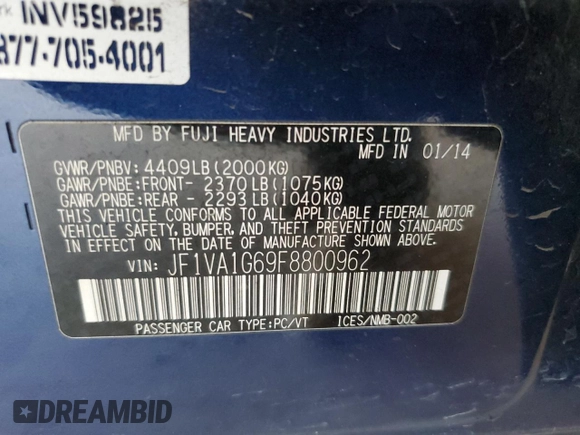 INV59825
877-705-4001
MFD BY FUJI HEAVY INDUSTRIES LTD.
MFD IN 01/14
GVWR/PNBV: 4409LB(2000KG)
GAWR/PNBE:FRONT- 2370LB(1075KG)
GAWR/PNBE:REAR - 2293LB(1040KG)
THIS VEHICLE CONFORMS TO ALL APPLICABLE FEDERAL MOTOR
VEHICLE SAFETY, BUMPER, AND THEFT PREVENTION STANDARDS
IN EFFECT ON THE DATE OF MANUFACTURE SHOWN ABOVE.
VIN: JF1VA1G69F8800962
PASSENGER CAR TYPE:PC/VT ICES/NMB-002
DREAMBID